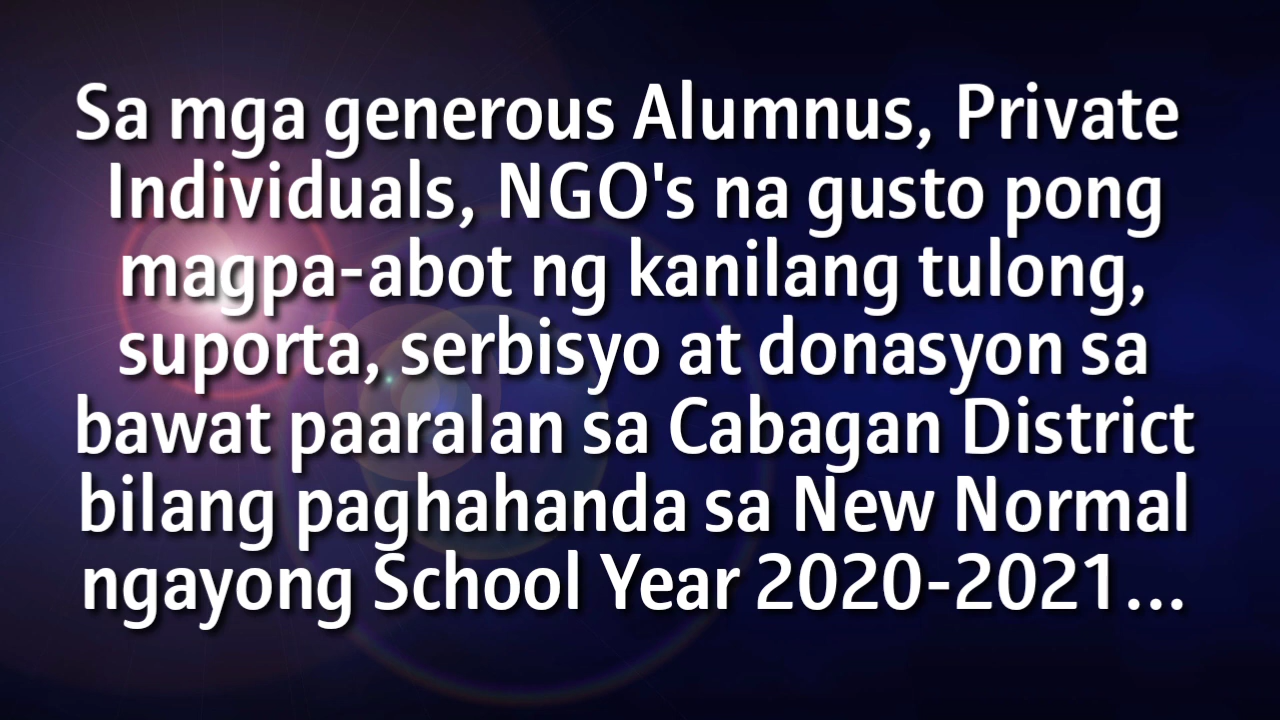 Sa mga generous Alumnus, Private
Individuals, NGO's na gusto pong
magpa-abot ng kanilang tulong,
suporta, serbisyo at donasyon sa
bawat paaralan sa Cabagan District
bilang paghahanda sa New Normal
ngayong School Year 2020-2021...